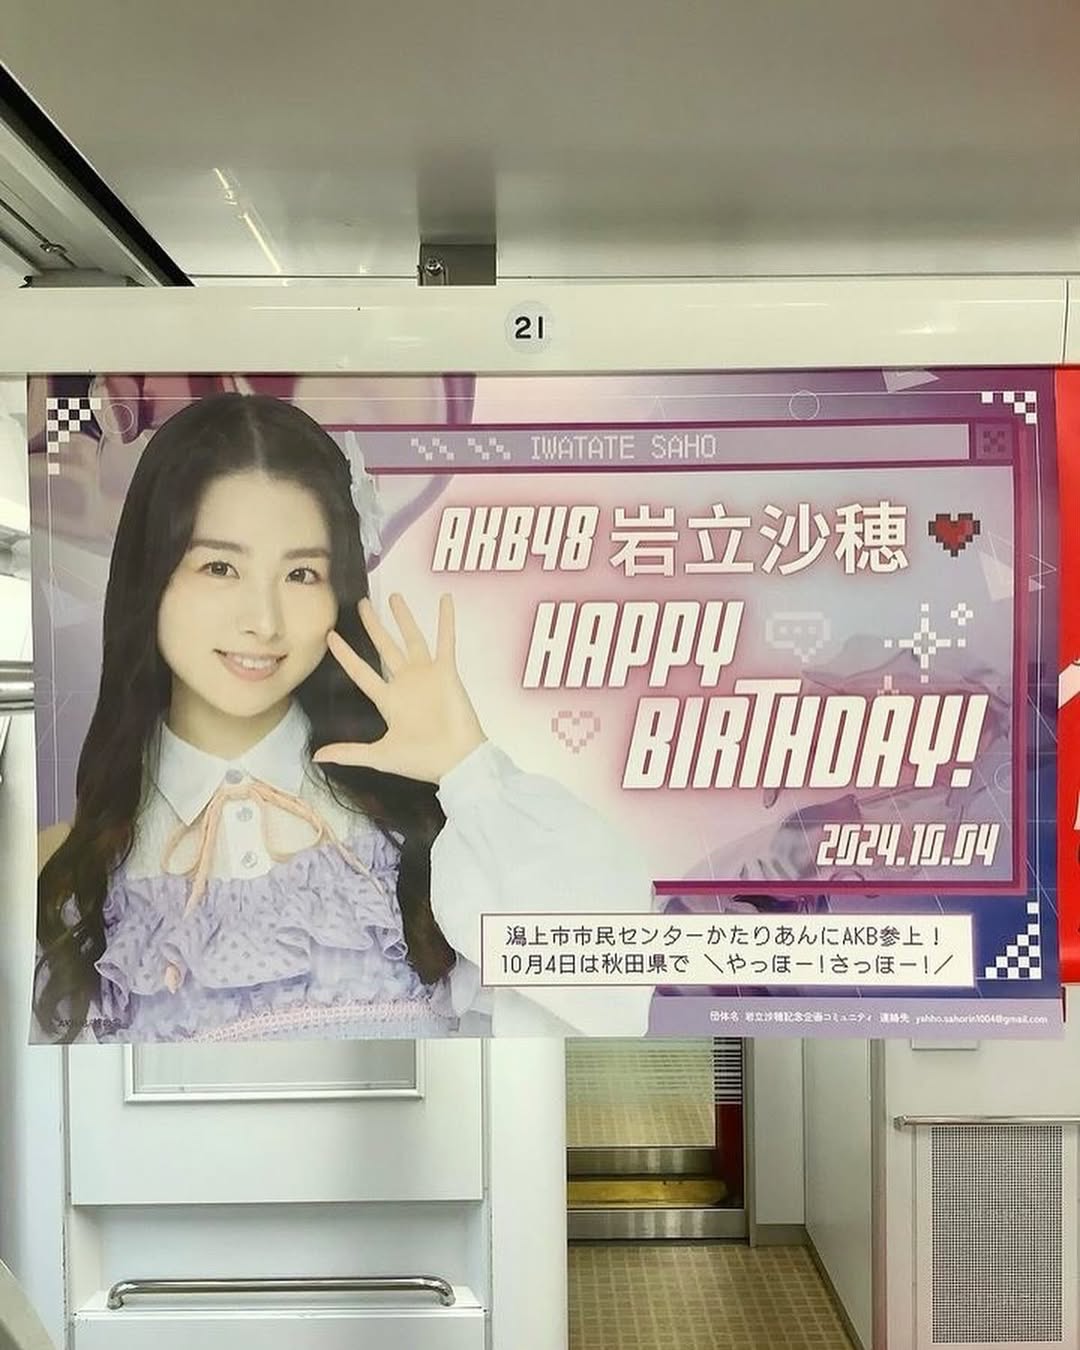 21
IWATATE SAHO
AKB48 岩立沙穂
HAPPY
BIRTHDAY!
2024.10.04
潟上市市民センターかたりあんにAKB参上！
10月4日は秋田県で ＼やっほー！さっほー！／
団体名 岩立沙穂記念企画コミュニティ 連絡先 yahho.sahorin1004@gmail.com